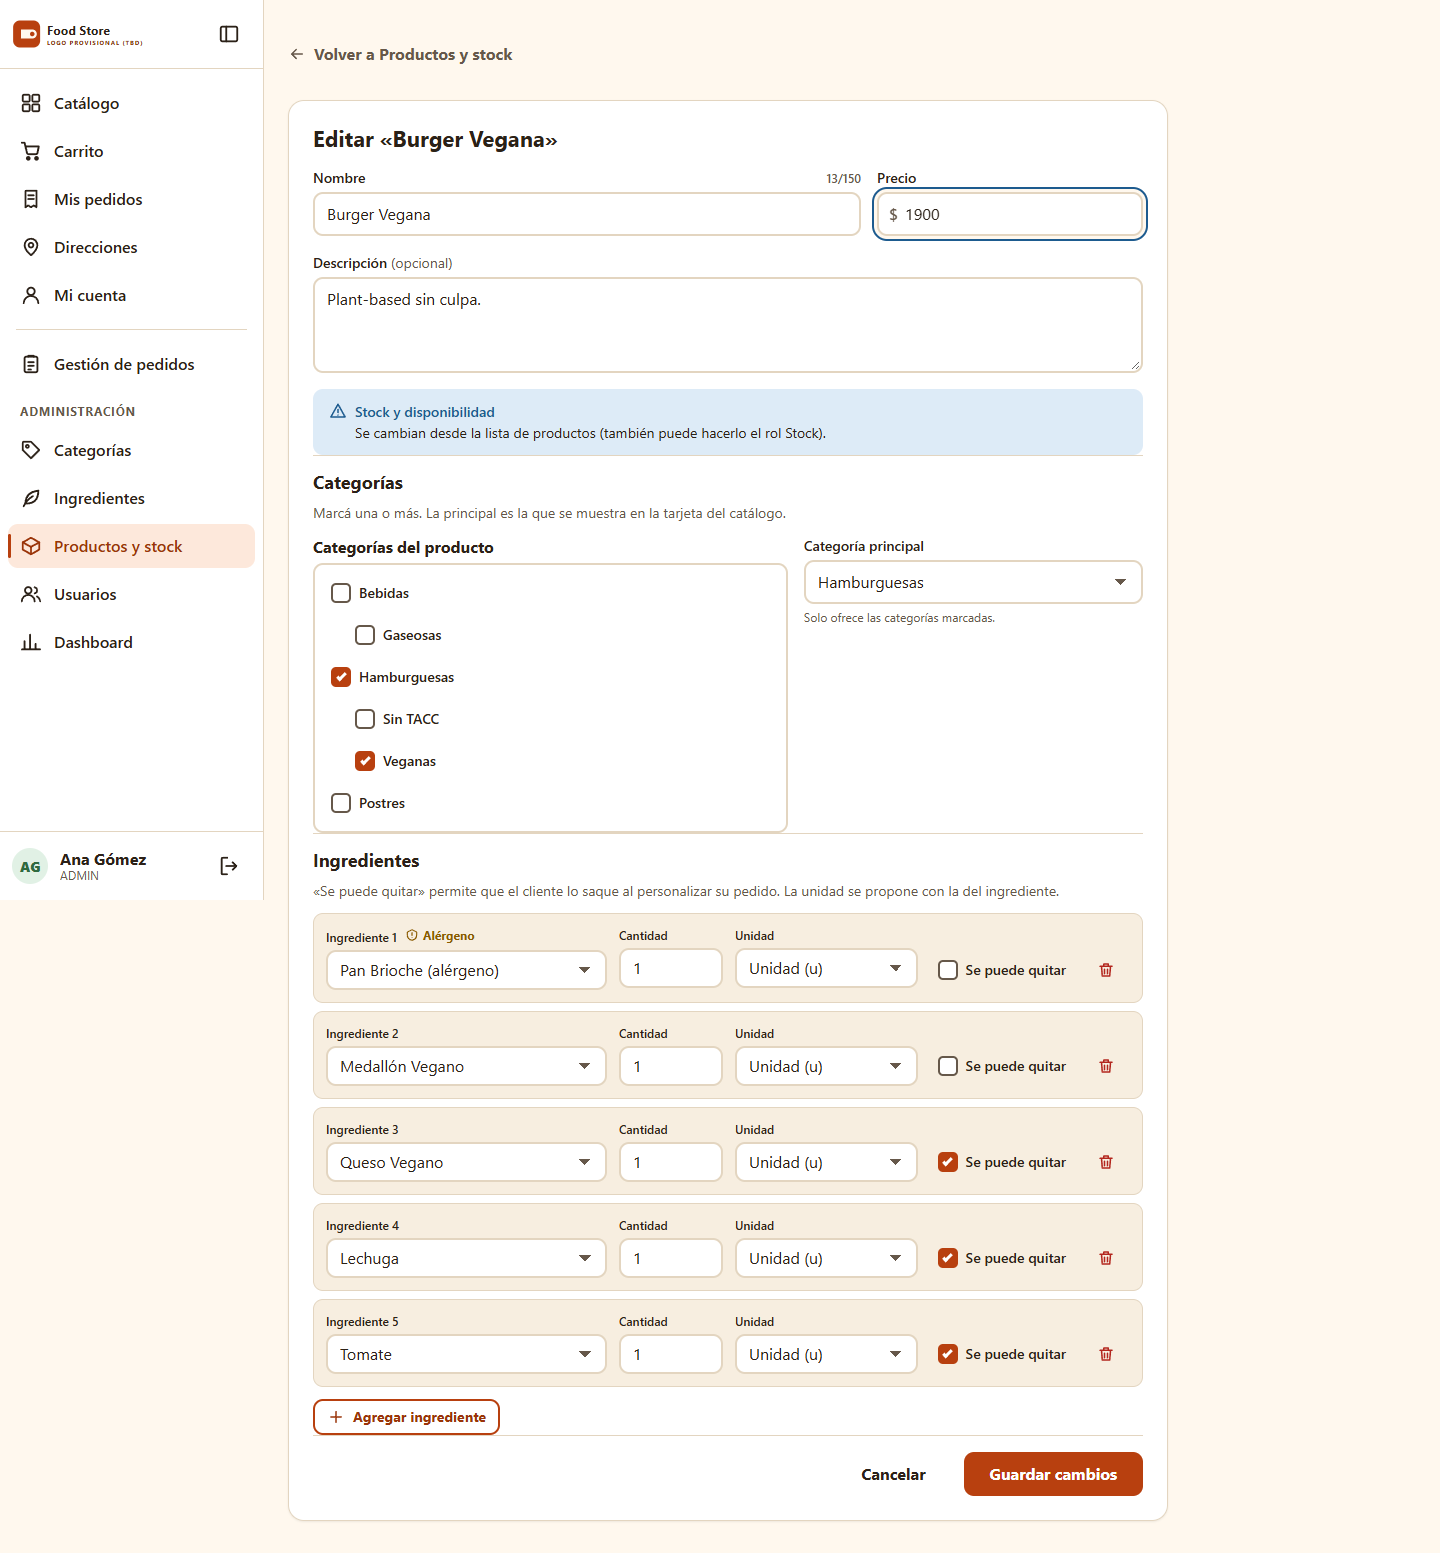 Food Store
LOGO PROVISIONAL (TBD)
Catálogo
Carrito
Mis pedidos
Direcciones
Mi cuenta
Gestión de pedidos
ADMINISTRACIÓN
Categorías
Ingredientes
Productos y stock
Usuarios
Dashboard
AG
Ana Gómez
ADMIN
Volver a Productos y stock
Editar «Burger Vegana»
Nombre 13/150 Precio
Burger Vegana $ 1900
Descripción (opcional)
Plant-based sin culpa.
Stock y disponibilidad
Se cambian desde la lista de productos (también puede hacerlo el rol Stock).
Categorías
Marcá una o más. La principal es la que se muestra en la tarjeta del catálogo.
Categorías del producto
Bebidas
Gaseosas
Hamburguesas
Sin TACC
Veganas
Postres
Categoría principal
Hamburguesas
Solo ofrece las categorías marcadas.
Ingredientes
«Se puede quitar» permite que el cliente lo saque al personalizar su pedido. La unidad se propone con la del ingrediente.
Ingrediente 1 Alérgeno Cantidad Unidad
Pan Brioche (alérgeno) 1 Unidad (u) Se puede quitar
Ingrediente 2 Cantidad Unidad
Medallón Vegano 1 Unidad (u) Se puede quitar
Ingrediente 3 Cantidad Unidad
Queso Vegano 1 Unidad (u) Se puede quitar
Ingrediente 4 Cantidad Unidad
Lechuga 1 Unidad (u) Se puede quitar
Ingrediente 5 Cantidad Unidad
Tomate 1 Unidad (u) Se puede quitar
Agregar ingrediente
Cancelar Guardar cambios